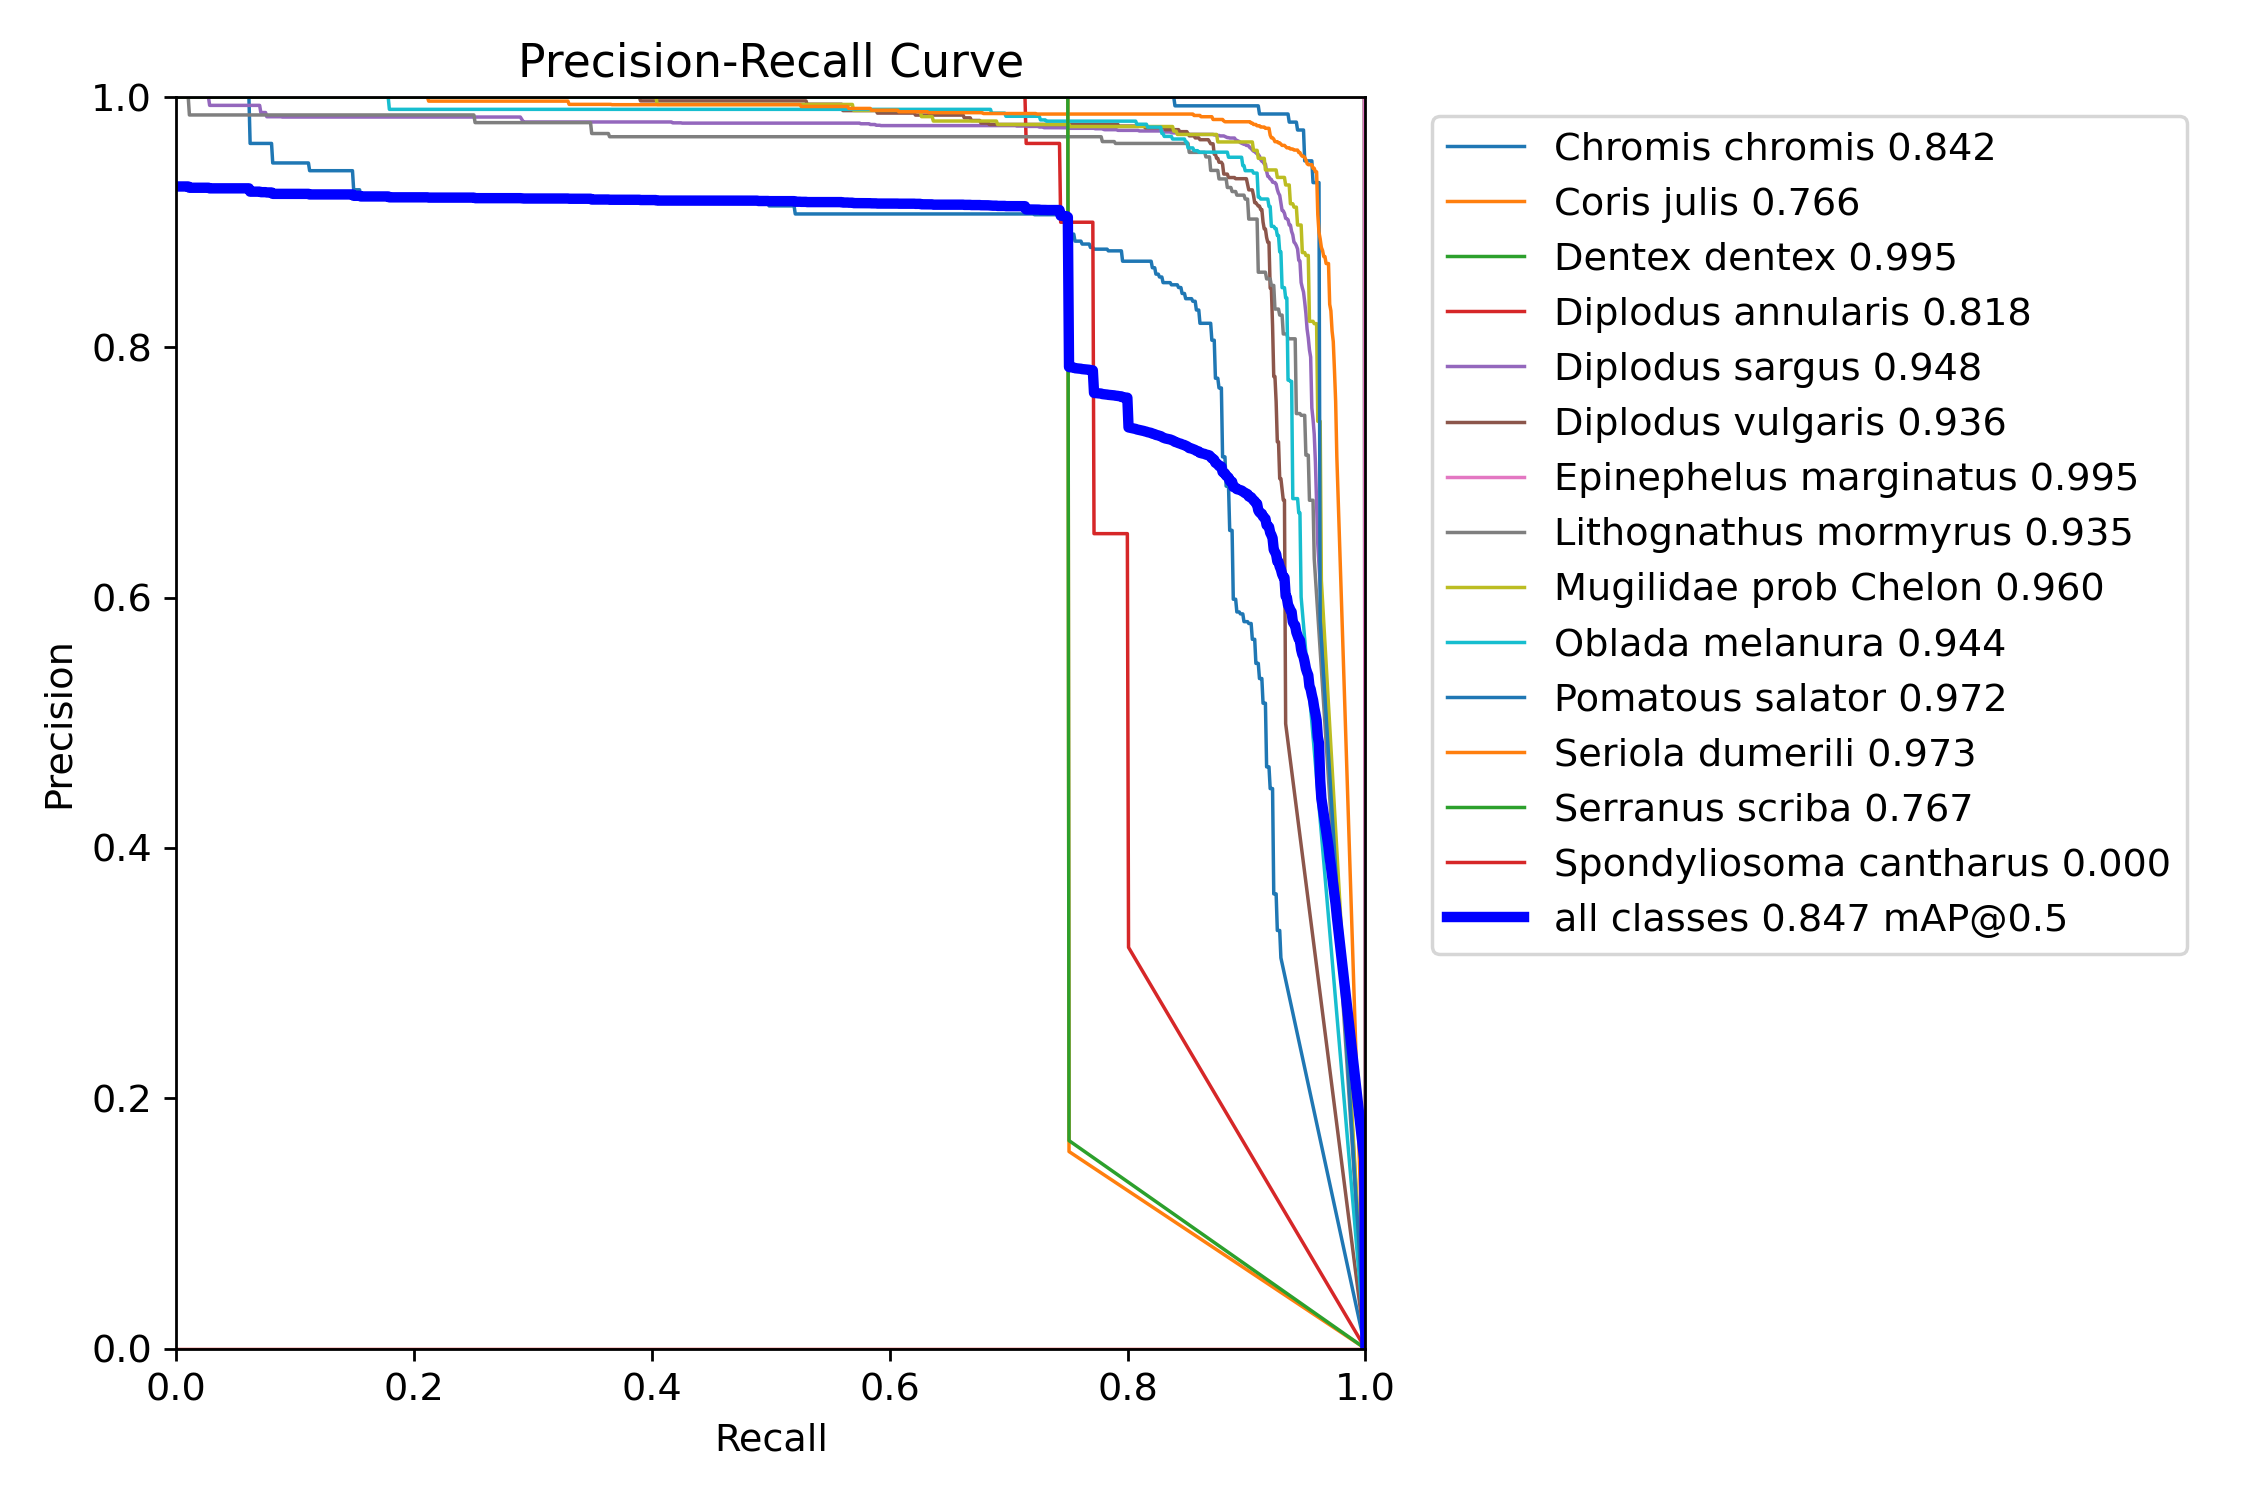 Precision-Recall Curve
1.0
0.8
0.6
0.4
0.2
0.0
Precision
0.0 0.2 0.4 0.6 0.8 1.0
Recall
Chromis chromis 0.842
Coris julis 0.766
Dentex dentex 0.995
Diplodus annularis 0.818
Diplodus sargus 0.948
Diplodus vulgaris 0.936
Epinephelus marginatus 0.995
Lithognathus mormyrus 0.935
Mugilidae prob Chelon 0.960
Oblada melanura 0.944
Pomatous salator 0.972
Seriola dumerili 0.973
Serranus scriba 0.767
Spondyliosoma cantharus 0.000
all classes 0.847 mAP@0.5